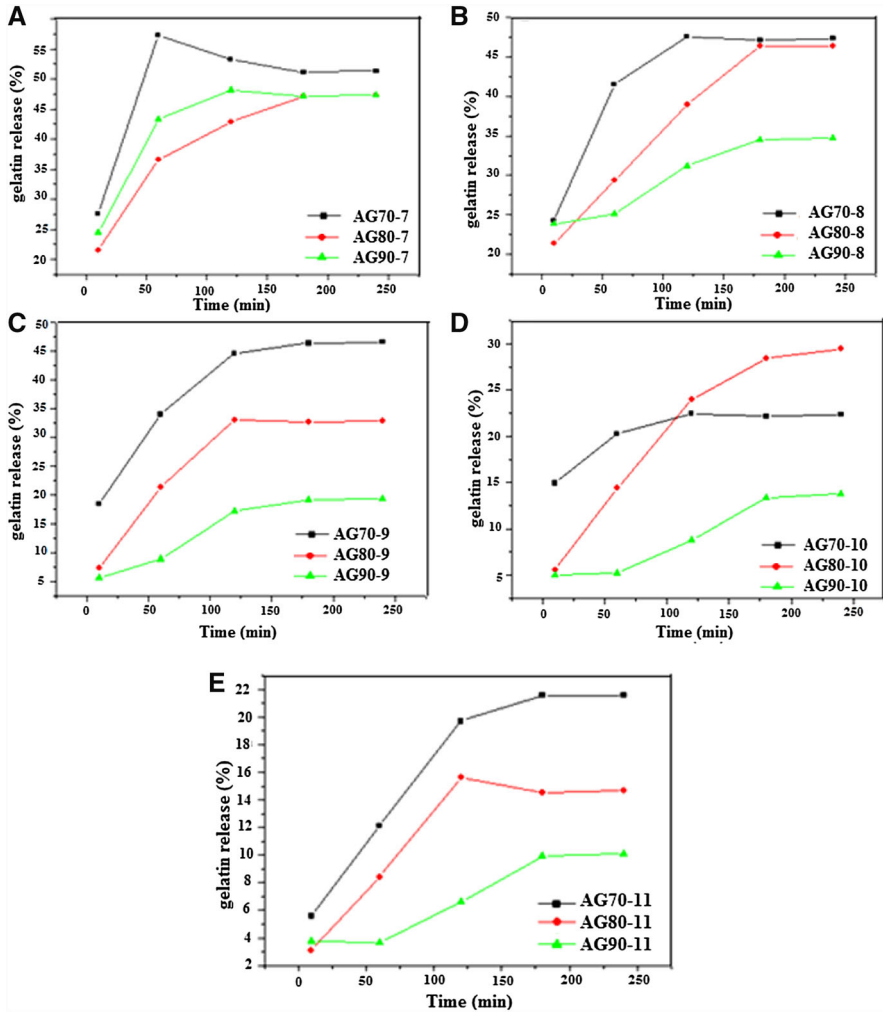 A
gelatin release (%)
55
50
45
40
35
30
25
20
AG70-7
AG80-7
AG90-7
0 50 100 150 200 250
Time (min)
B
gelatin release (%)
50
45
40
35
30
25
20
AG70-8
AG80-8
AG90-8
0 50 100 150 200 250
Time (min)
C
gelatin release (%)
50
45
40
35
30
25
20
15
10
5
AG70-9
AG80-9
AG90-9
0 50 100 150 200 250
Time (min)
D
gelatin release (%)
30
25
20
15
10
5
AG70-10
AG80-10
AG90-10
0 50 100 150 200 250
Time (min)
E
gelatin release (%)
22
20
18
16
14
12
10
8
6
4
2
AG70-11
AG80-11
AG90-11
0 50 100 150 200 250
Time (min)